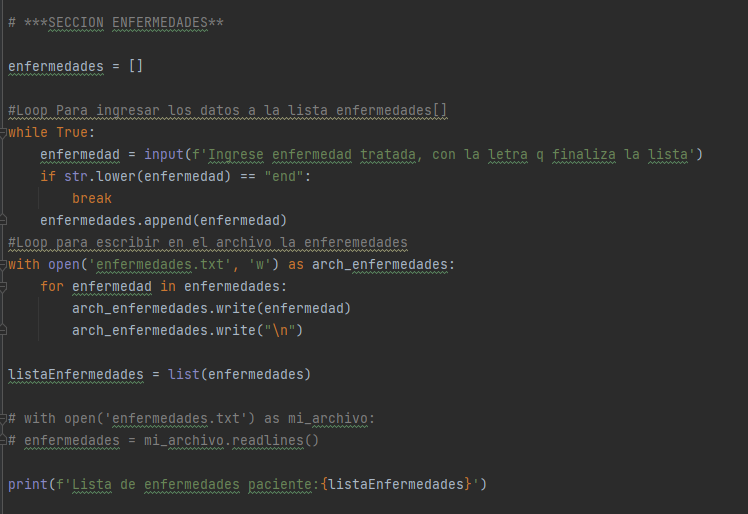 # ***SECCION ENFERMEDADES**
enfermedades = []
#Loop Para ingresar los datos a la lista enfermedades[]
while True:
    enfermedad = input(f'Ingrese enfermedad tratada, con la letra q finaliza la lista')
    if str.lower(enfermedad) == "end":
        break
    enfermedades.append(enfermedad)
#Loop para escribir en el archivo la enferemedades
with open('enfermedades.txt', 'w') as arch_enfermedades:
    for enfermedad in enfermedades:
        arch_enfermedades.write(enfermedad)
        arch_enfermedades.write("\n")
listaEnfermedades = list(enfermedades)
# with open('enfermedades.txt') as mi_archivo:
# enfermedades = mi_archivo.readlines()
print(f'Lista de enfermedades paciente:{listaEnfermedades}')